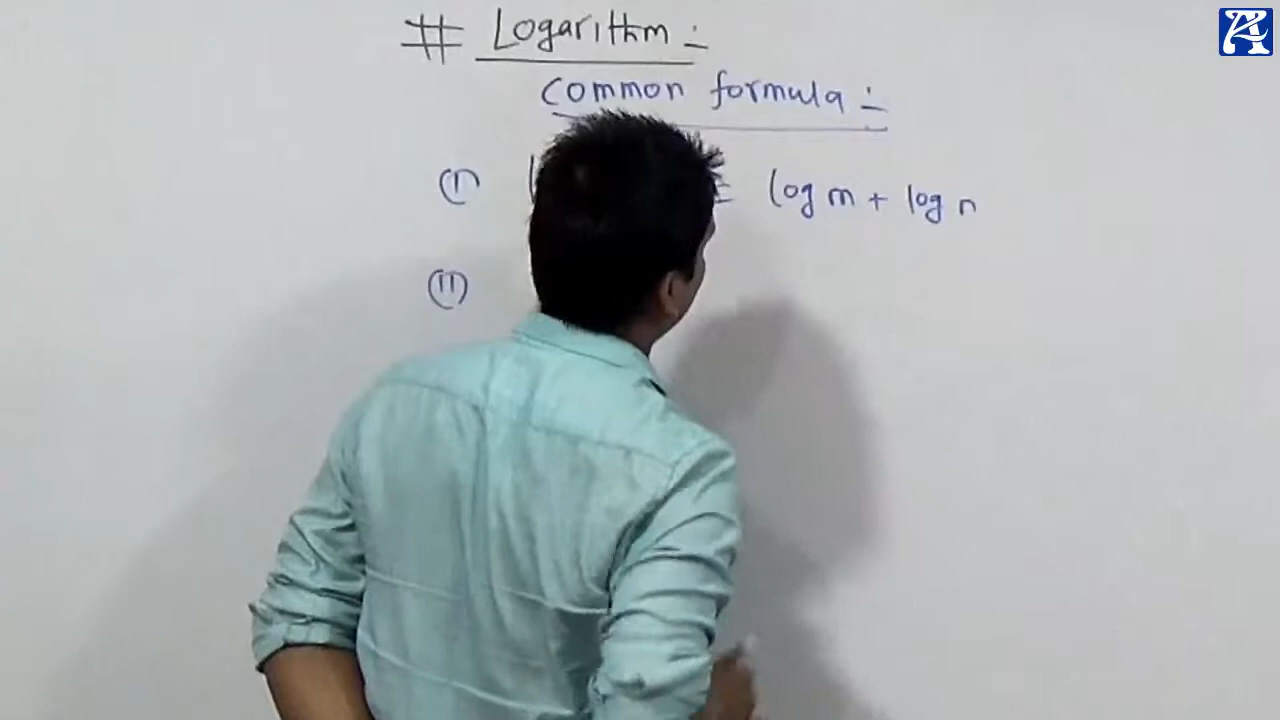 # Logarithm :-
Common formula :-
(I) = log m + log n
(II)